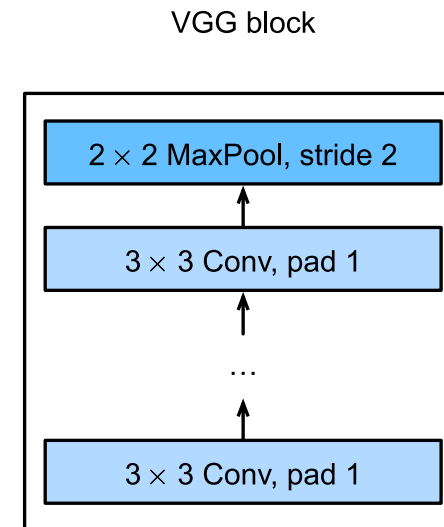 VGG block
2 × 2 MaxPool, stride 2
3 × 3 Conv, pad 1
...
3 × 3 Conv, pad 1